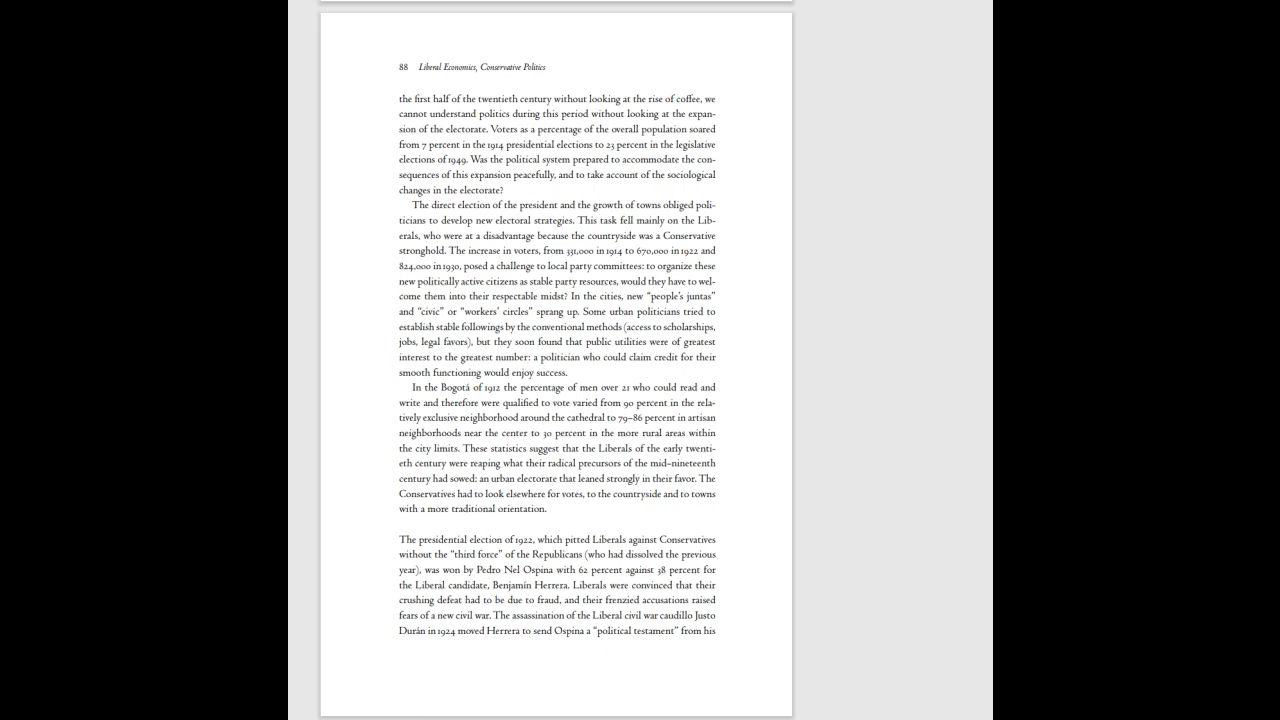 88 Liberal Economics, Conservative Politics
the first half of the twentieth century without looking at the rise of coffee, we
cannot understand politics during this period without looking at the expan-
sion of the electorate. Voters as a percentage of the overall population soared
from 7 percent in the 1914 presidential elections to 23 percent in the legislative
elections of 1949. Was the political system prepared to accommodate the con-
sequences of this expansion peacefully, and to take account of the sociological
changes in the electorate?
The direct election of the president and the growth of towns obliged poli-
ticians to develop new electoral strategies. This task fell mainly on the Lib-
erals, who were at a disadvantage because the countryside was a Conservative
stronghold. The increase in voters, from 331,000 in 1914 to 670,000 in 1922 and
824,000 in 1930, posed a challenge to local party committees: to organize these
new politically active citizens as stable party resources, would they have to wel-
come them into their respectable midst? In the cities, new “people’s juntas”
and “civic” or “workers’ circles” sprang up. Some urban politicians tried to
establish stable followings by the conventional methods (access to scholarships,
jobs, legal favors), but they soon found that public utilities were of greatest
interest to the greatest number: a politician who could claim credit for their
smooth functioning would enjoy success.
In the Bogotá of 1912 the percentage of men over 21 who could read and
write and therefore were qualified to vote varied from 90 percent in the rela-
tively exclusive neighborhood around the cathedral to 79–86 percent in artisan
neighborhoods near the center to 30 percent in the more rural areas within
the city limits. These statistics suggest that the Liberals of the early twenti-
eth century were reaping what their radical precursors of the mid–nineteenth
century had sowed: an urban electorate that leaned strongly in their favor. The
Conservatives had to look elsewhere for votes, to the countryside and to towns
with a more traditional orientation.
The presidential election of 1922, which pitted Liberals against Conservatives
without the “third force” of the Republicans (who had dissolved the previous
year), was won by Pedro Nel Ospina with 62 percent against 38 percent for
the Liberal candidate, Benjamín Herrera. Liberals were convinced that their
crushing defeat had to be due to fraud, and their frenzied accusations raised
fears of a new civil war. The assassination of the Liberal civil war caudillo Justo
Durán in 1924 moved Herrera to send Ospina a “political testament” from his